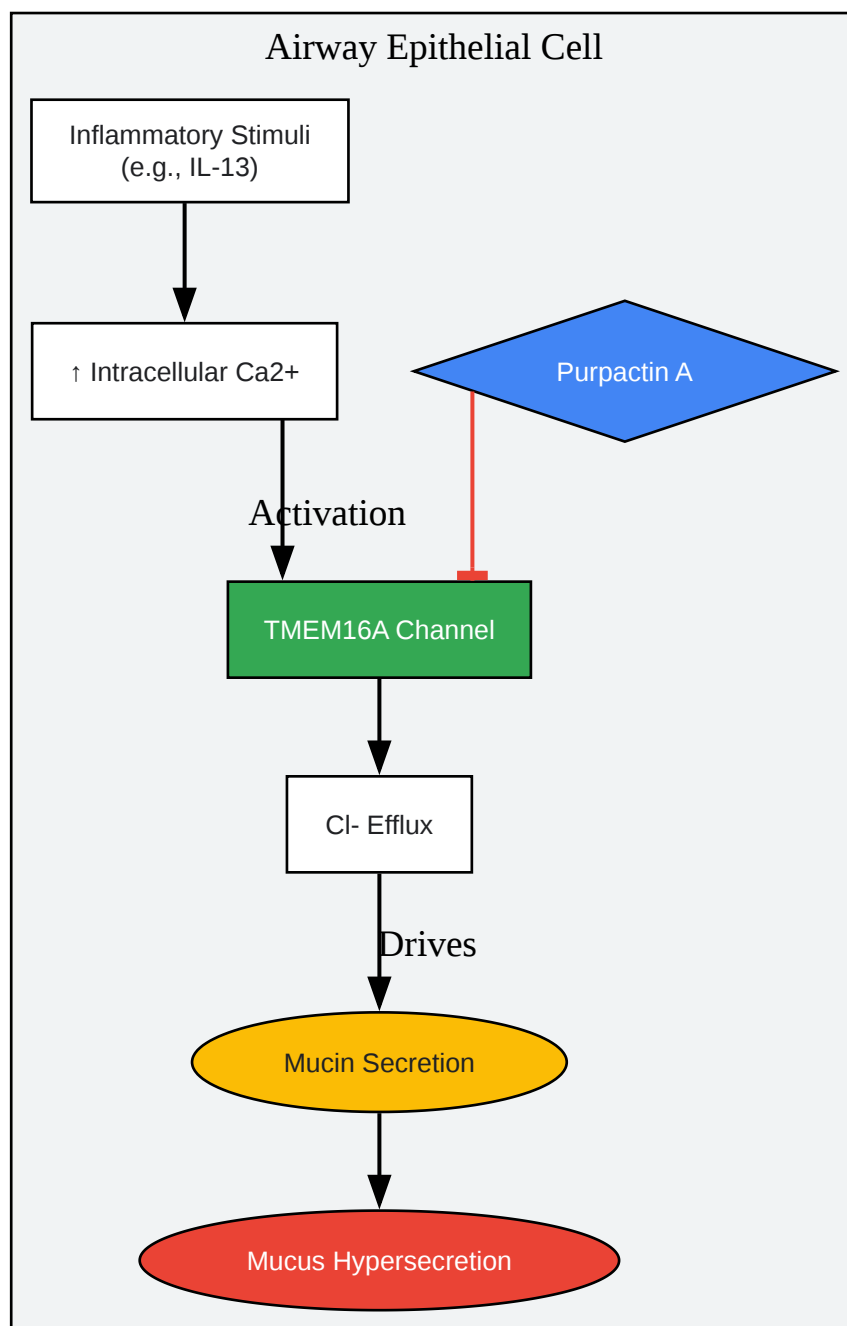 Airway Epithelial Cell
Inflammatory Stimuli
(e.g., IL-13)
↑ Intracellular Ca2+
Purpactin A
Activation
TMEM16A Channel
Cl- Efflux
Drives
Mucin Secretion
Mucus Hypersecretion